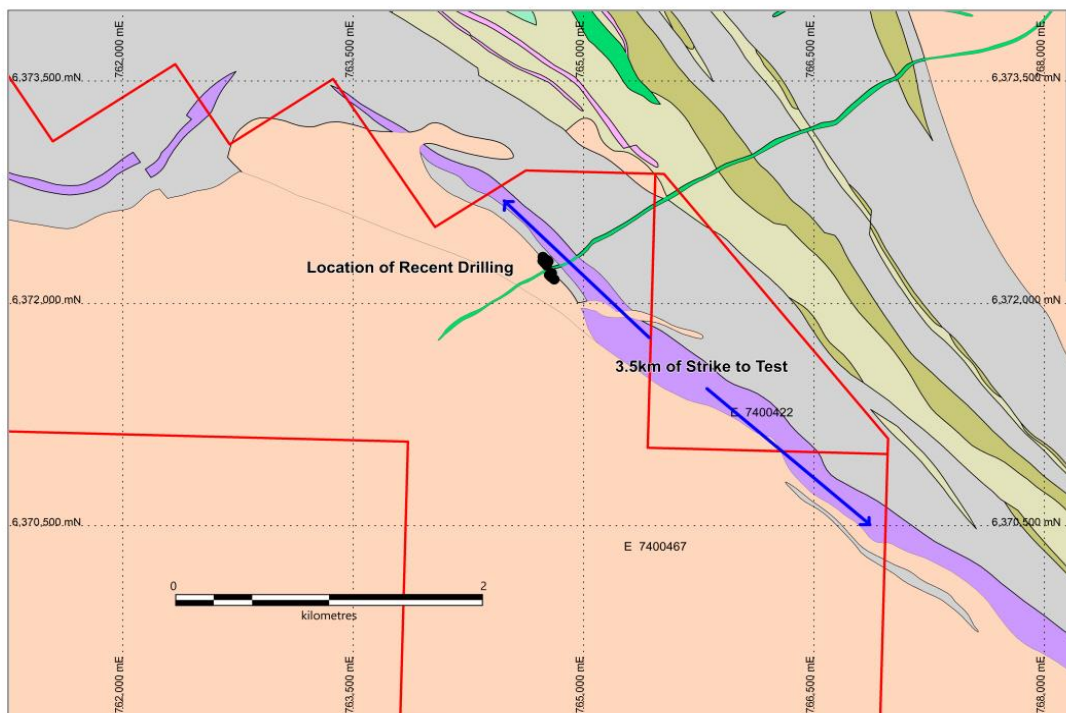 762,000 mE
763,500 mE
765,000 mE
766,500 mE
768,000 mE
6,373,500 mN
6,373,500 mN
Location of Recent Drilling
6,372,000 mN
6,372,000 mN
3.5km of Strike to Test
E 7400422
6,370,500 mN
6,370,500 mN
E 7400467
0 2
kilometres
762,000 mE
763,500 mE
765,000 mE
766,500 mE
768,000 mE